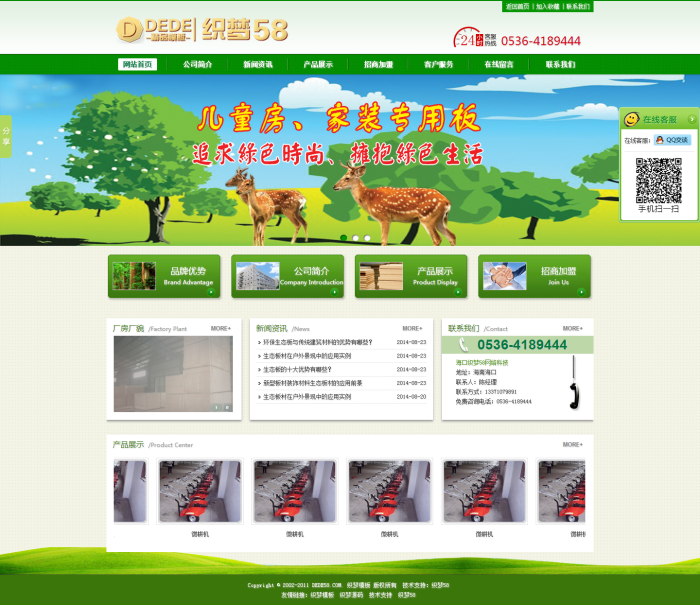 返回首页 | 加入收藏 | 联系我们
DEDE 织梦58
24小时 客服热线 0536-4189444
网站首页 公司简介 新闻资讯 产品展示 招商加盟 客户服务 在线留言 联系我们
分享
儿童房、家装专用板
追求綠色時尚、擁抱綠色生活
在线客服
在线客服: QQ交谈
手机扫一扫
品牌优势 公司简介 产品展示 招商加盟
Brand Advantage Company Introduction Product Display Join Us
厂房厂貌 /Factory Plant MORE+
新闻资讯 /News MORE+
环保生态板与传统建筑材料的优势有哪些? 2014-08-23
生态板材在户外景观中的应用实例 2014-08-23
生态板的十大优势有哪些? 2014-08-23
新型板材装饰材料生态板的应用前景 2014-08-23
生态板材在户外景观中的应用实例 2014-08-20
联系我们 /Contact MORE+
0536-4189444
海口织梦58网络科技
地址: 海南海口
联系人: 陈经理
联系方式: 13371079891
免费咨询电话: 0536-4189444
产品展示 /Product Center MORE+
微耕机 微耕机 微耕机 微耕机 微耕机
Copyright © 2002-2011 DEDE58.COM. 织梦模板 版权所有 技术支持: 织梦58
友情链接: 织梦模板 织梦源码 技术支持 织梦58